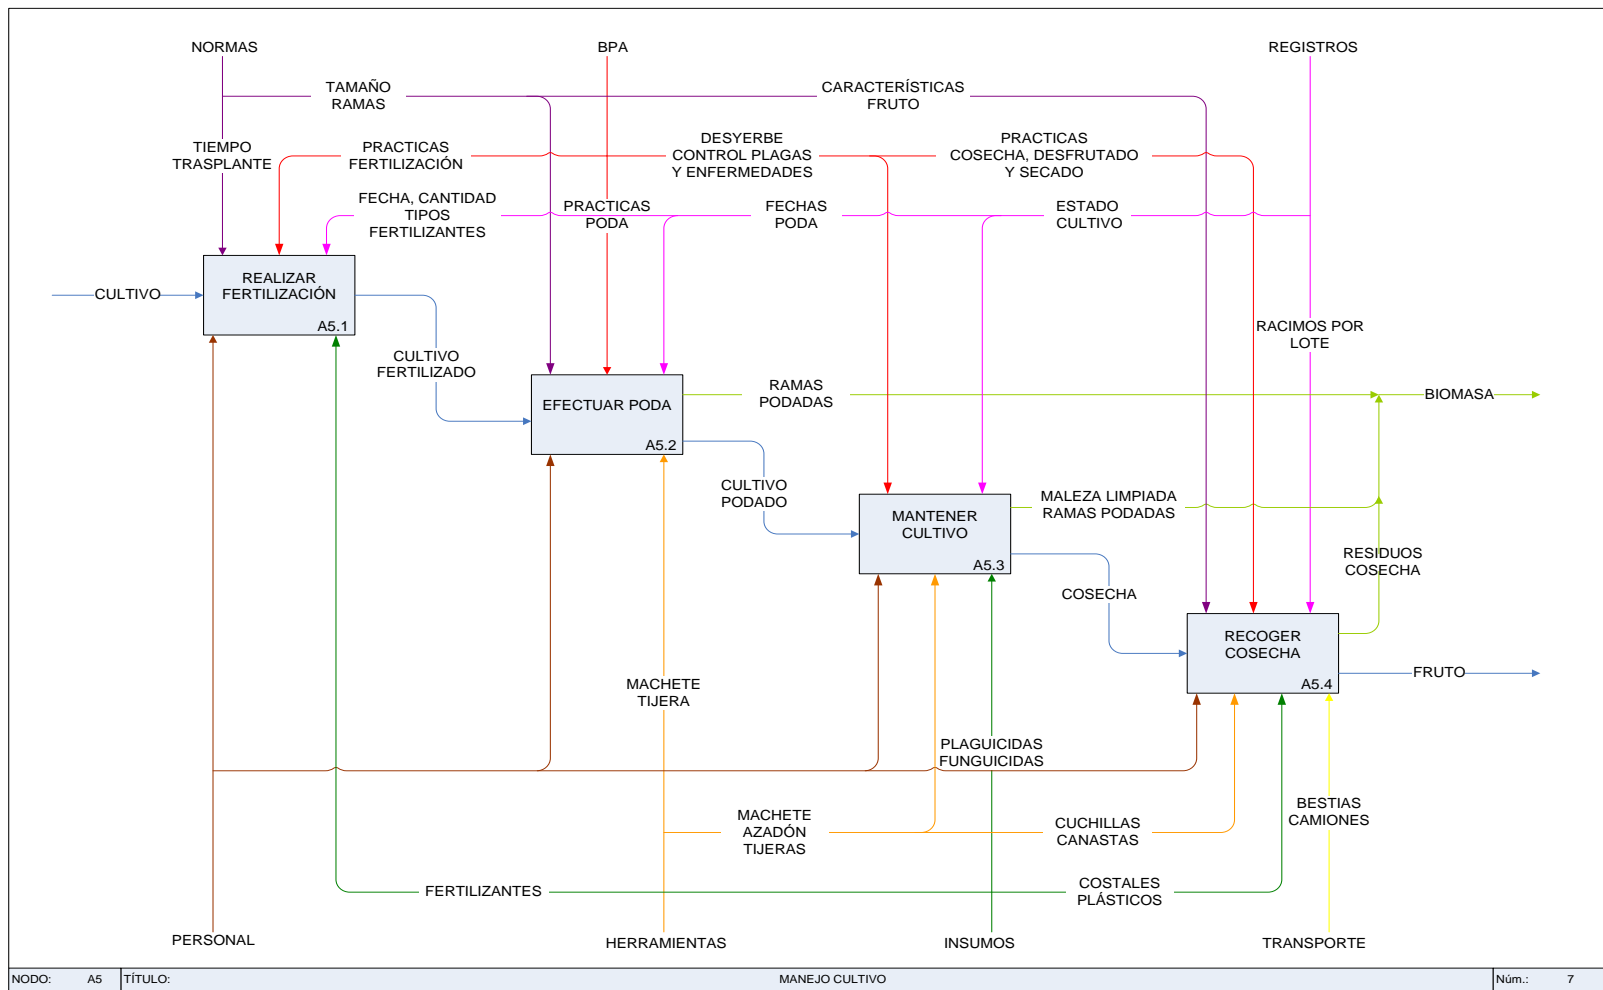 NORMAS
BPA
REGISTROS
TAMAÑO
RAMAS
CARACTERÍSTICAS
FRUTO
TIEMPO
TRASPLANTE
PRACTICAS
FERTILIZACIÓN
DESYERBE
CONTROL PLAGAS
Y ENFERMEDADES
PRACTICAS
COSECHA, DESFRUTADO
Y SECADO
FECHA, CANTIDAD
TIPOS
FERTILIZANTES
PRACTICAS
PODA
FECHAS
PODA
ESTADO
CULTIVO
REALIZAR
FERTILIZACIÓN
A5.1
CULTIVO
RACIMOS POR
LOTE
CULTIVO
FERTILIZADO
EFECTUAR PODA
A5.2
RAMAS
PODADAS
BIOMASA
CULTIVO
PODADO
MANTENER
CULTIVO
A5.3
MALEZA LIMPIADA
RAMAS PODADAS
RESIDUOS
COSECHA
COSECHA
RECOGER
COSECHA
A5.4
FRUTO
MACHETE
TIJERA
PLAGUICIDAS
FUNGUICIDAS
MACHETE
AZADÓN
TIJERAS
CUCHILLAS
CANASTAS
BESTIAS
CAMIONES
FERTILIZANTES
COSTALES
PLÁSTICOS
PERSONAL
HERRAMIENTAS
INSUMOS
TRANSPORTE
NODO: A5 TÍTULO: MANEJO CULTIVO Núm.: 7